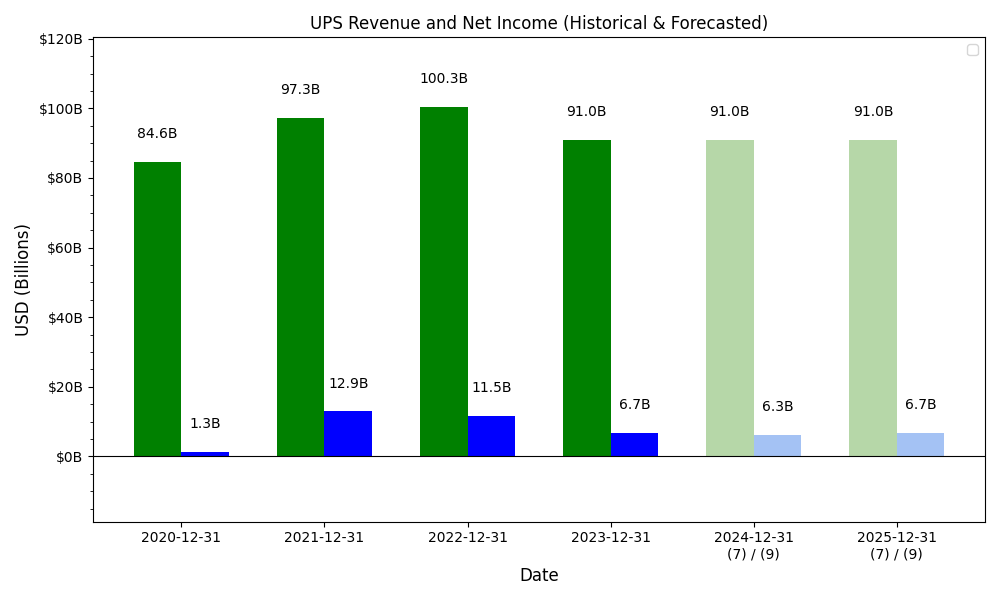 UPS Revenue and Net Income (Historical & Forecasted)
$120B
$100B
$80B
$60B
$40B
$20B
$0B
USD (Billions)
84.6B
1.3B
97.3B
12.9B
100.3B
11.5B
91.0B
6.7B
91.0B
6.3B
91.0B
6.7B
2020-12-31
2021-12-31
2022-12-31
2023-12-31
2024-12-31
(7) / (9)
2025-12-31
(7) / (9)
Date